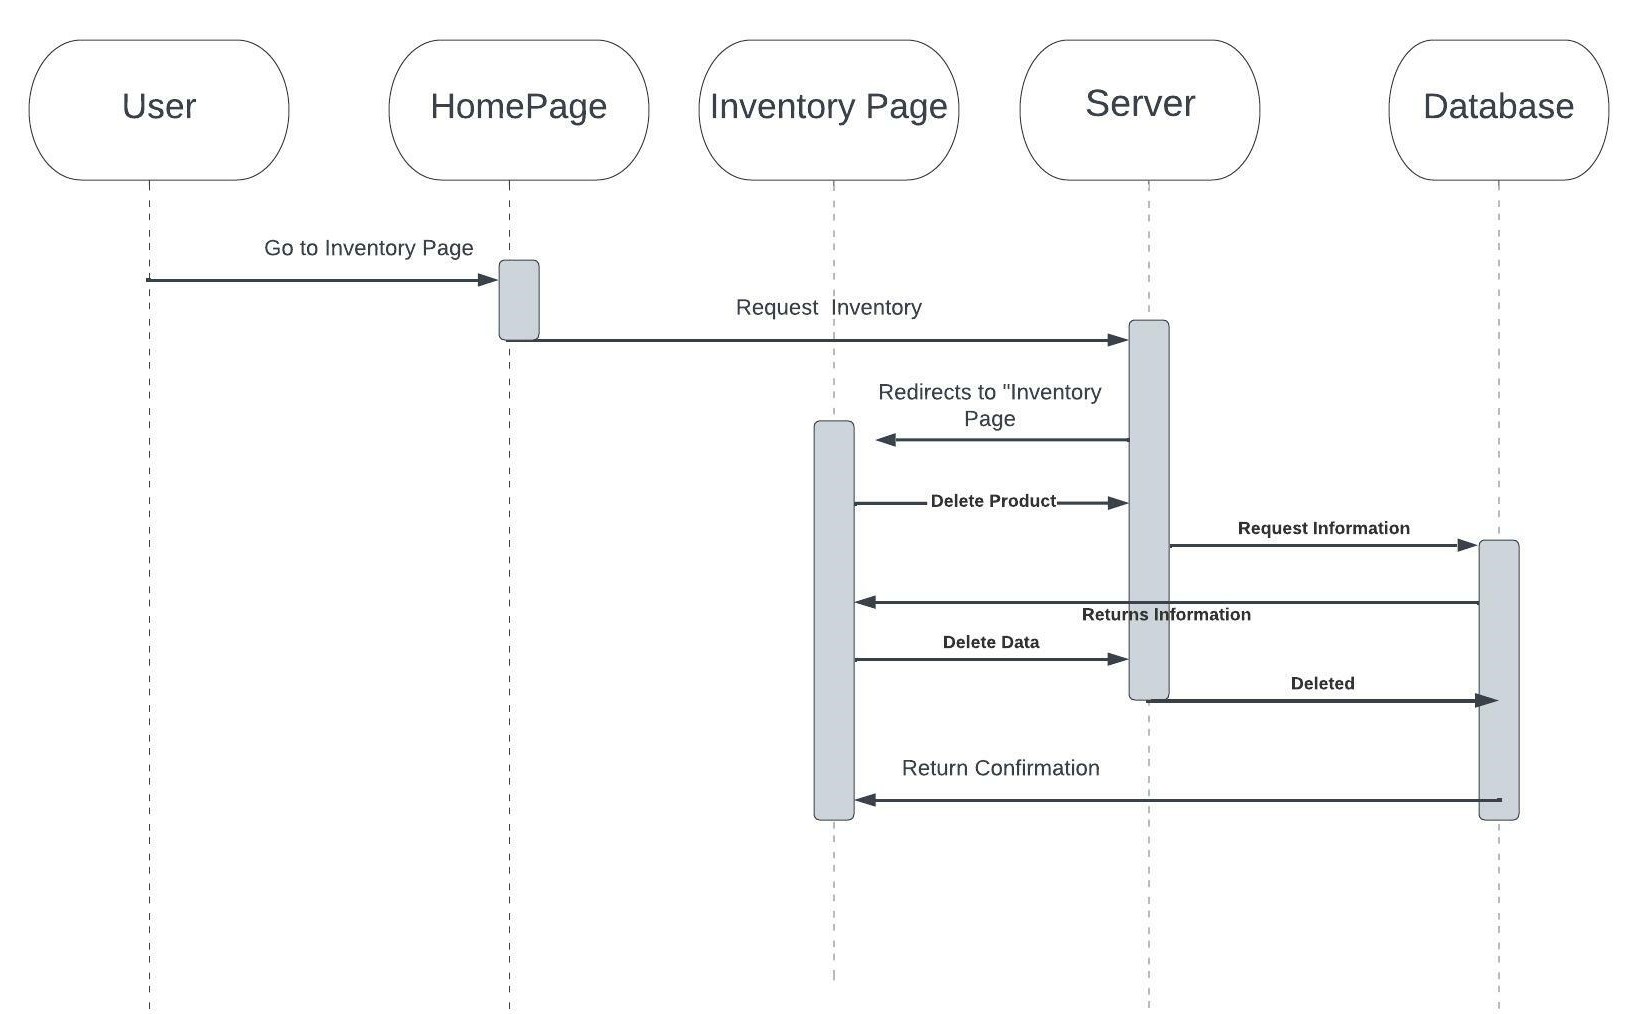 User
HomePage
Inventory Page
Server
Database
Go to Inventory Page
Request Inventory
Redirects to "Inventory
Page
Delete Product
Request Information
Returns Information
Delete Data
Deleted
Return Confirmation